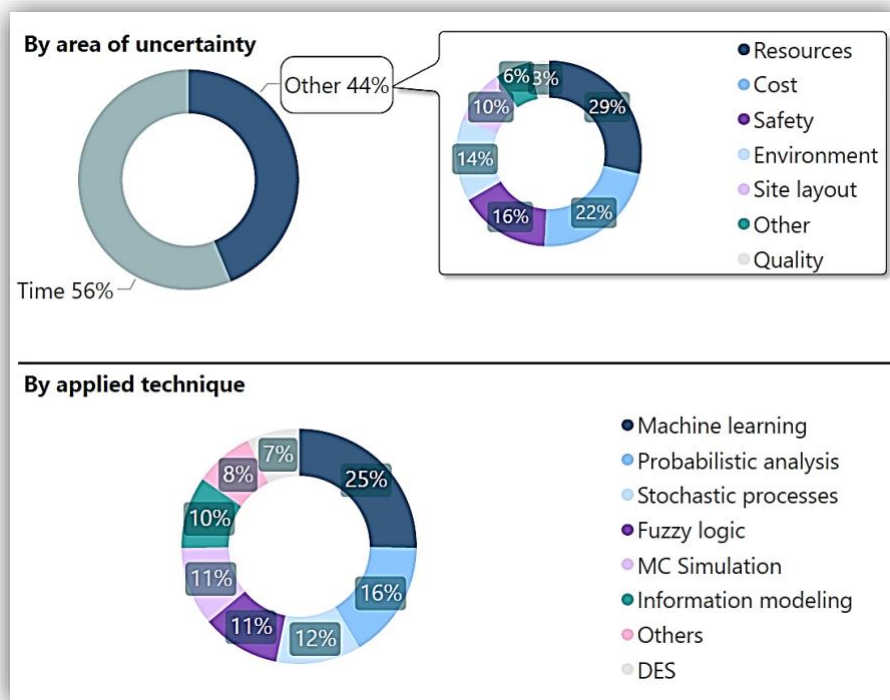 By area of uncertainty
Other 44%
Time 56%
6%
3%
29%
10%
14%
16%
22%
Resources
Cost
Safety
Environment
Site layout
Other
Quality
By applied technique
7%
8%
25%
10%
11%
16%
11%
12%
Machine learning
Probabilistic analysis
Stochastic processes
Fuzzy logic
MC Simulation
Information modeling
Others
DES